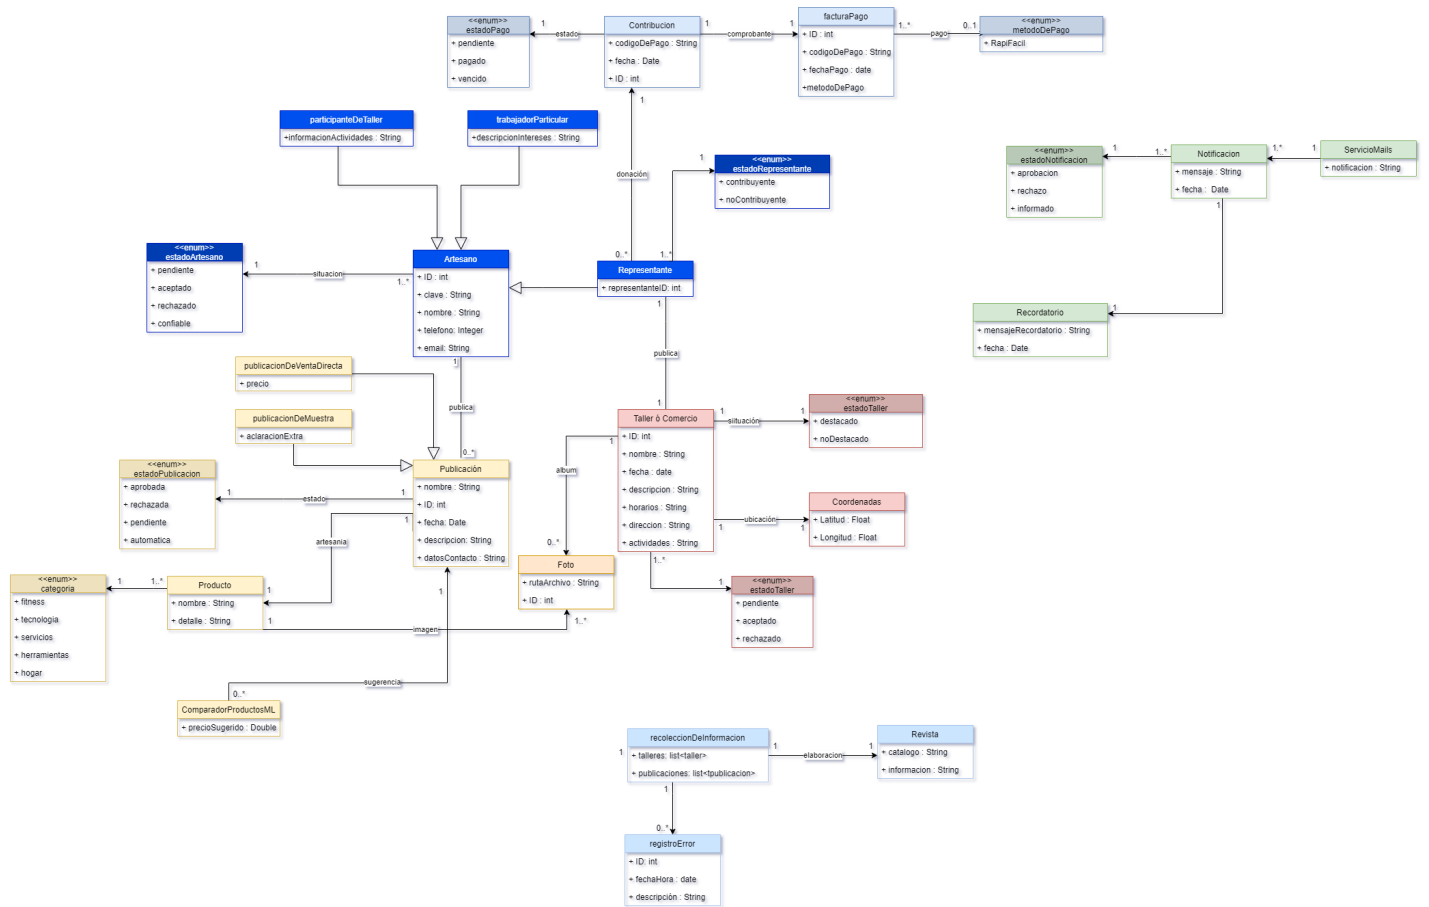 <<enum>>
estadoPago
+ pendiente
+ pagado
+ vencido
1
estado
Contribucion
+ codigoDePago : String
+ fecha : Date
+ ID : int
1
comprobante
1
facturaPago
+ ID : int
+ codigoDePago : String
+ fechaPago : date
+metodoDePago
1..*
pago
0..1
<<enum>>
metodoDePago
+ RapiFacil
participanteDeTaller
+informacionActividades : String
trabajadorParticular
+descripcionIntereses : String
1
donación
0..*
1
<<enum>>
estadoRepresentante
+ contribuyente
+ noContribuyente
1..*
<<enum>>
estadoNotificacion
+ aprobacion
+ rechazo
+ informado
1
1..*
Notificacion
+ mensaje : String
+ fecha : Date
1,*
1
ServicioMails
+ notificacion : String
1
1
Recordatorio
+ mensajeRecordatorio : String
+ fecha : Date
<<enum>>
estadoArtesano
+ pendiente
+ aceptado
+ rechazado
+ confiable
1
situacion
1..*
Artesano
+ ID : int
+ clave : String
+ nombre : String
+ telefono: Integer
+ email: String
Representante
+ representanteID: int
1
publica
1
1
publica
0..*
publicacionDeVentaDirecta
+ precio
publicacionDeMuestra
+ aclaracionExtra
<<enum>>
estadoPublicacion
+ aprobada
+ rechazada
+ pendiente
+ automatica
1
estado
1
Publicación
+ nombre : String
+ ID: int
+ fecha: Date
+ descripcion: String
+ datosContacto : String
1
artesania
1
Taller ò Comercio
+ ID: int
+ nombre : String
+ fecha : date
+ descripcion : String
+ horarios : String
+ direccion : String
+ actividades : String
1
siituación
1
<<enum>>
estadoTaller
+ destacado
+ noDestacado
1
album
0..*
1
ubicación
1
Coordenadas
+ Latitud : Float
+ Longitud : Float
1..*
1
<<enum>>
estadoTaller
+ pendiente
+ aceptado
+ rechazado
Foto
+ rutaArchivo : String
+ ID : int
<<enum>>
categoria
+ fitness
+ tecnologia
+ servicios
+ herramientas
+ hogar
1
1..*
Producto
+ nombre : String
+ detalle : String
1
imagen
1..*
1
sugerencia
0..*
ComparadorProductosML
+ precioSugerido : Double
1
recoleccionDeInformacion
+ talleres: list<taller>
+ publicaciones: list<tpublicacion>
1
elaboracion
1
Revista
+ catalogo : String
+ informacion : String
1
0..*
registroError
+ ID: int
+ fechaHora : date
+ descripción : String